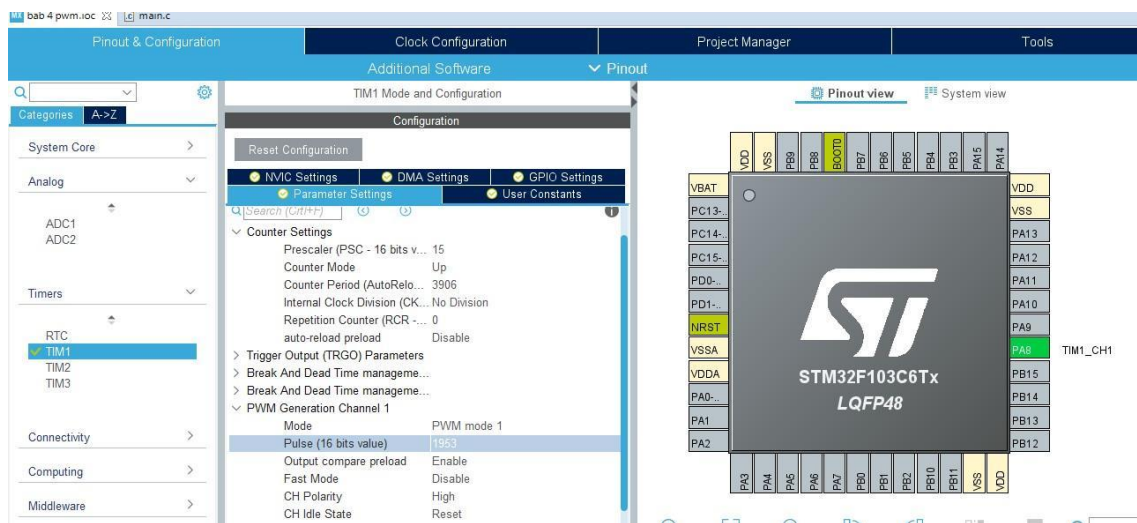 MX bab 4 pwm.ioc main.c
Pinout & Configuration Clock Configuration Project Manager Tools
Additional Software Pinout
TIM1 Mode and Configuration Pinout view System view
Categories A->Z
Configuration
System Core
Reset Configuration
Analog
NVIC Settings DMA Settings GPIO Settings
Parameter Settings User Constants
Search (Crtl+F)
ADC1
ADC2
Counter Settings
Prescaler (PSC - 16 bits v... 15
Counter Mode Up
Counter Period (AutoRelo... 3906
Internal Clock Division (CK... No Division
Repetition Counter (RCR -... 0
auto-reload preload Disable
Timers
RTC
TIM1
TIM2
TIM3
Trigger Output (TRGO) Parameters
Break And Dead Time manageme...
Break And Dead Time manageme...
PWM Generation Channel 1
Mode PWM mode 1
Pulse (16 bits value) 1953
Output compare preload Enable
Fast Mode Disable
CH Polarity High
CH Idle State Reset
Connectivity
Computing
Middleware
VDD VSS PB9 PB8 BOOT0 PB7 PB6 PB5 PB4 PB3 PA15 PA14
VBAT
PC13-..
PC14-..
PC15-..
PD0-..
PD1-..
NRST
VSSA
VDDA
PA0-..
PA1
PA2
ST
STM32F103C6Tx
LQFP48
VDD
VSS
PA13
PA12
PA11
PA10
PA9
PA8 TIM1_CH1
PB15
PB14
PB13
PB12
PA3 PA4 PA5 PA6 PA7 PB0 PB1 PB2 PB10 PB11 VSS VDD